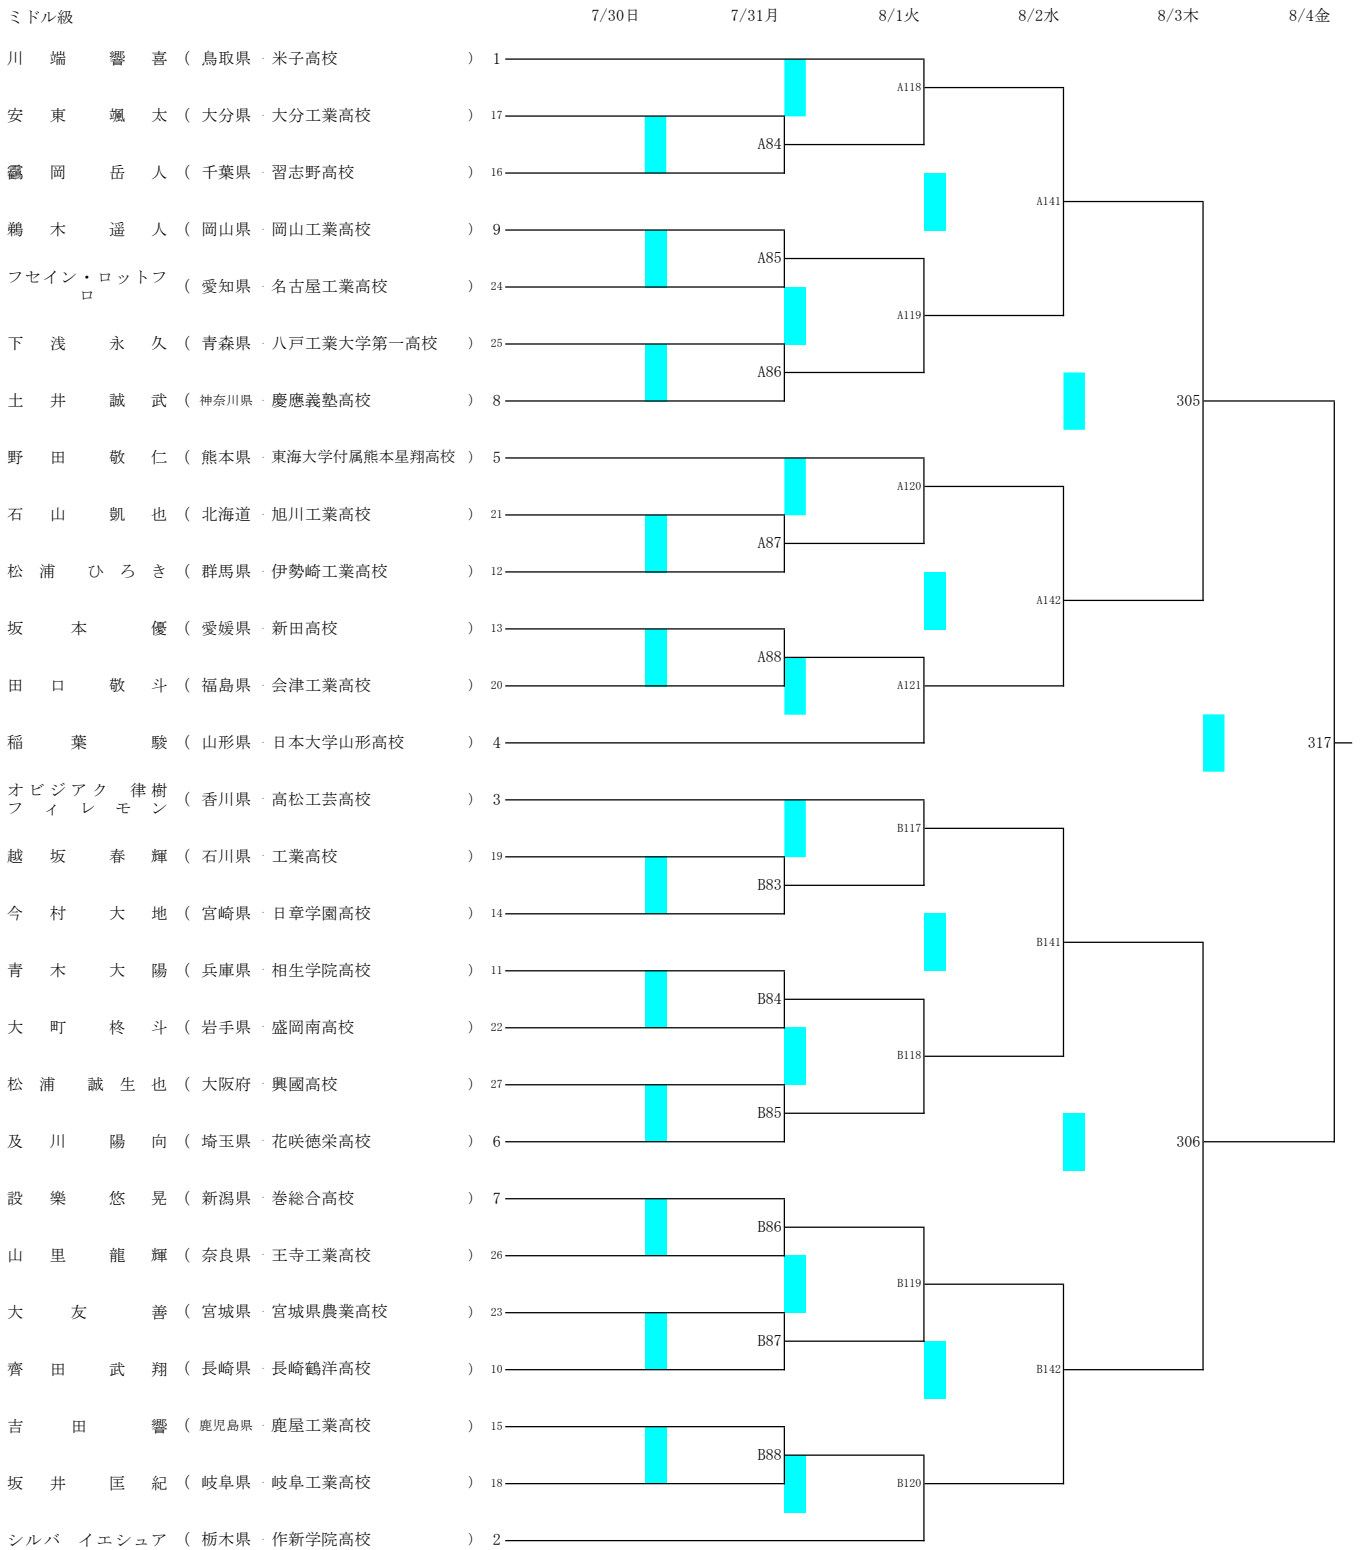 ミドル級 7/30日 7/31月 8/1火 8/2水 8/3木 8/4金
川端 響喜 ( 鳥取県 · 米子高校 ) 1
A118
安東 颯太 ( 大分県 · 大分工業高校 ) 17
A84
靏岡 岳人 ( 千葉県 · 習志野高校 ) 16
A141
鵜木 遥人 ( 岡山県 · 岡山工業高校 ) 9
A85
フセイン・ロットフ
ロ
( 愛知県 · 名古屋工業高校 ) 24
A119
下浅 永久 ( 青森県 · 八戸工業大学第一高校 ) 25
A86
土井 誠武 ( 神奈川県 · 慶應義塾高校 ) 8
305
野田 敬仁 ( 熊本県 · 東海大学付属熊本星翔高校 ) 5
A120
石山 凱也 ( 北海道 · 旭川工業高校 ) 21
A87
松浦 ひろき ( 群馬県 · 伊勢崎工業高校 ) 12
A142
坂本 優 ( 愛媛県 · 新田高校 ) 13
A88
田口 敬斗 ( 福島県 · 会津工業高校 ) 20
A121
稲葉 駿 ( 山形県 · 日本大学山形高校 ) 4
317
オビジアク 律樹
フィレモン
( 香川県 · 高松工芸高校 ) 3
B117
越坂 春輝 ( 石川県 · 工業高校 ) 19
B83
今村 大地 ( 宮崎県 · 日章学園高校 ) 14
B141
青木 大陽 ( 兵庫県 · 相生学院高校 ) 11
B84
大町 柊斗 ( 岩手県 · 盛岡南高校 ) 22
B118
松浦 誠生也 ( 大阪府 · 興國高校 ) 27
B85
及川 陽向 ( 埼玉県 · 花咲徳栄高校 ) 6
306
設樂 悠晃 ( 新潟県 · 巻総合高校 ) 7
B86
山里 龍輝 ( 奈良県 · 王寺工業高校 ) 26
B119
大友 善 ( 宮城県 · 宮城県農業高校 ) 23
B87
齊田 武翔 ( 長崎県 · 長崎鶴洋高校 ) 10
B142
吉田 響 ( 鹿児島県 · 鹿屋工業高校 ) 15
B88
坂井 匡紀 ( 岐阜県 · 岐阜工業高校 ) 18
B120
シルバ イエシュア ( 栃木県 · 作新学院高校 ) 2